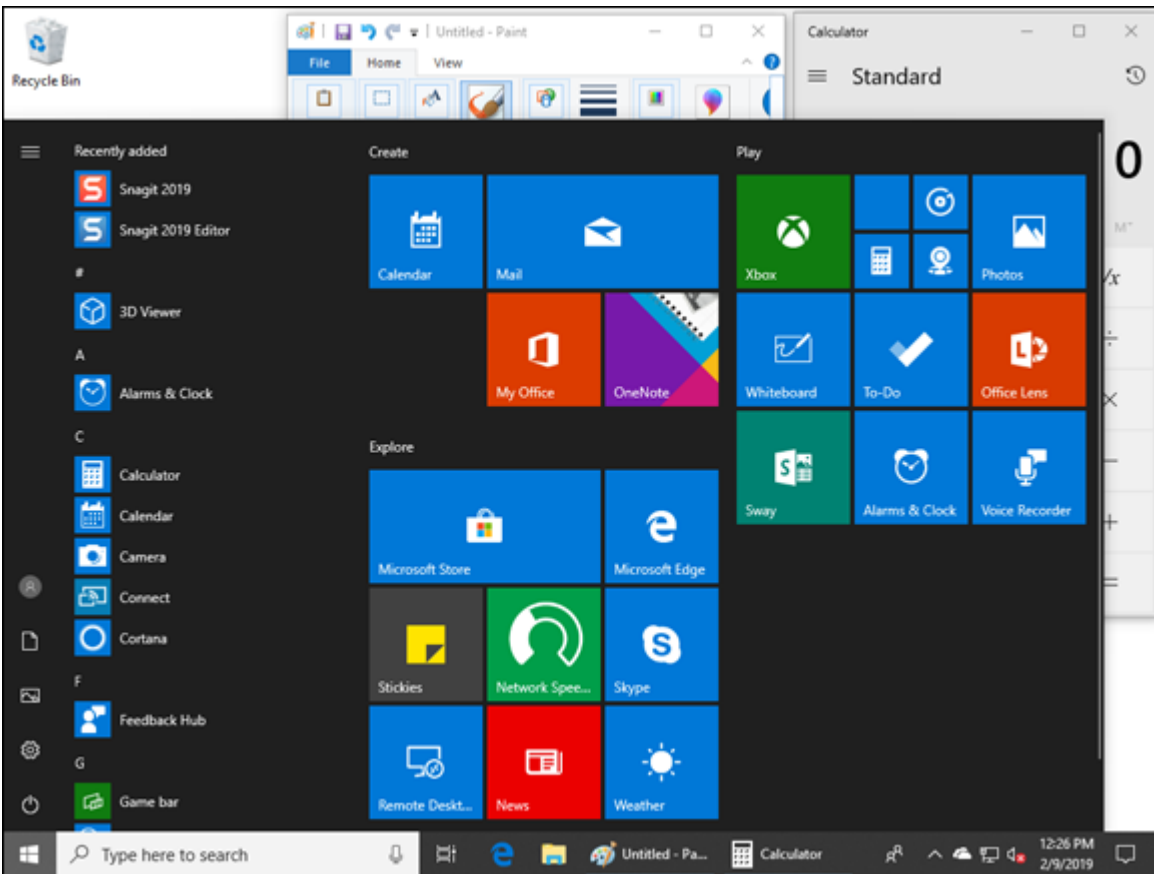 Recycle Bin
Untitled - Paint
File Home View
Calculator
Standard
0
M
/x
÷
×
−
+
=
Recently added
Snagit 2019
Snagit 2019 Editor
#
3D Viewer
A
Alarms & Clock
C
Calculator
Calendar
Camera
Connect
Cortana
F
Feedback Hub
G
Game bar
Create
Calendar
Mail
My Office
OneNote
Explore
Microsoft Store
Microsoft Edge
Stickies
Network Spee...
Skype
Remote Deskt...
News
Weather
Play
Xbox
Photos
Whiteboard
To-Do
Office Lens
Sway
Alarms & Clock
Voice Recorder
Type here to search
Untitled - Pa...
Calculator
12:26 PM
2/9/2019